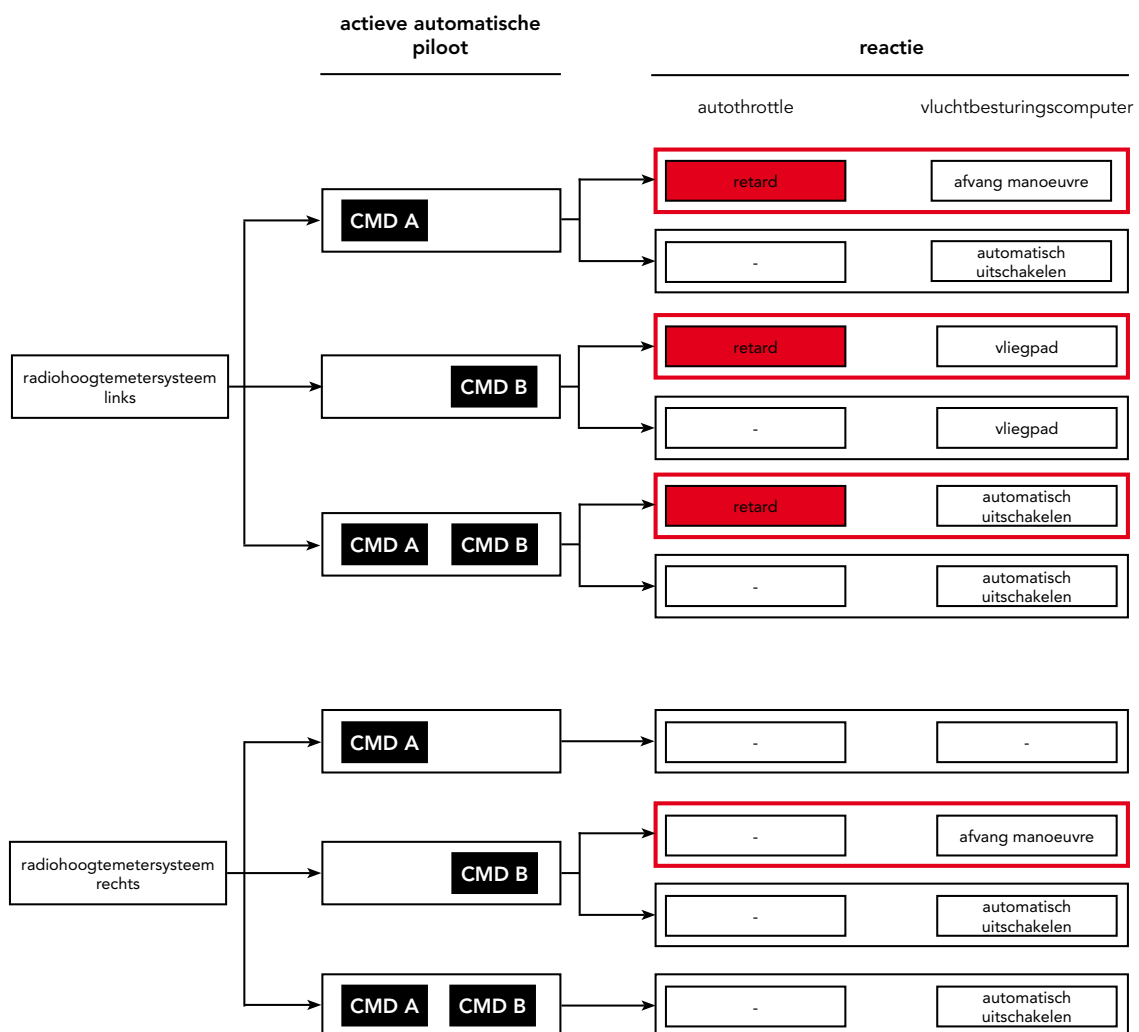 actieve automatische
piloot
reactie
autothrottle
vluchtbesturingscomputer
radiohoogtemetersysteem
links
CMD A
retard
afvang manoeuvre
-
automatisch
uitschakelen
CMD B
retard
vliegpad
-
vliegpad
CMD A
CMD B
retard
automatisch
uitschakelen
-
automatisch
uitschakelen
radiohoogtemetersysteem
rechts
CMD A
-
-
CMD B
-
afvang manoeuvre
-
automatisch
uitschakelen
CMD A
CMD B
-
automatisch
uitschakelen